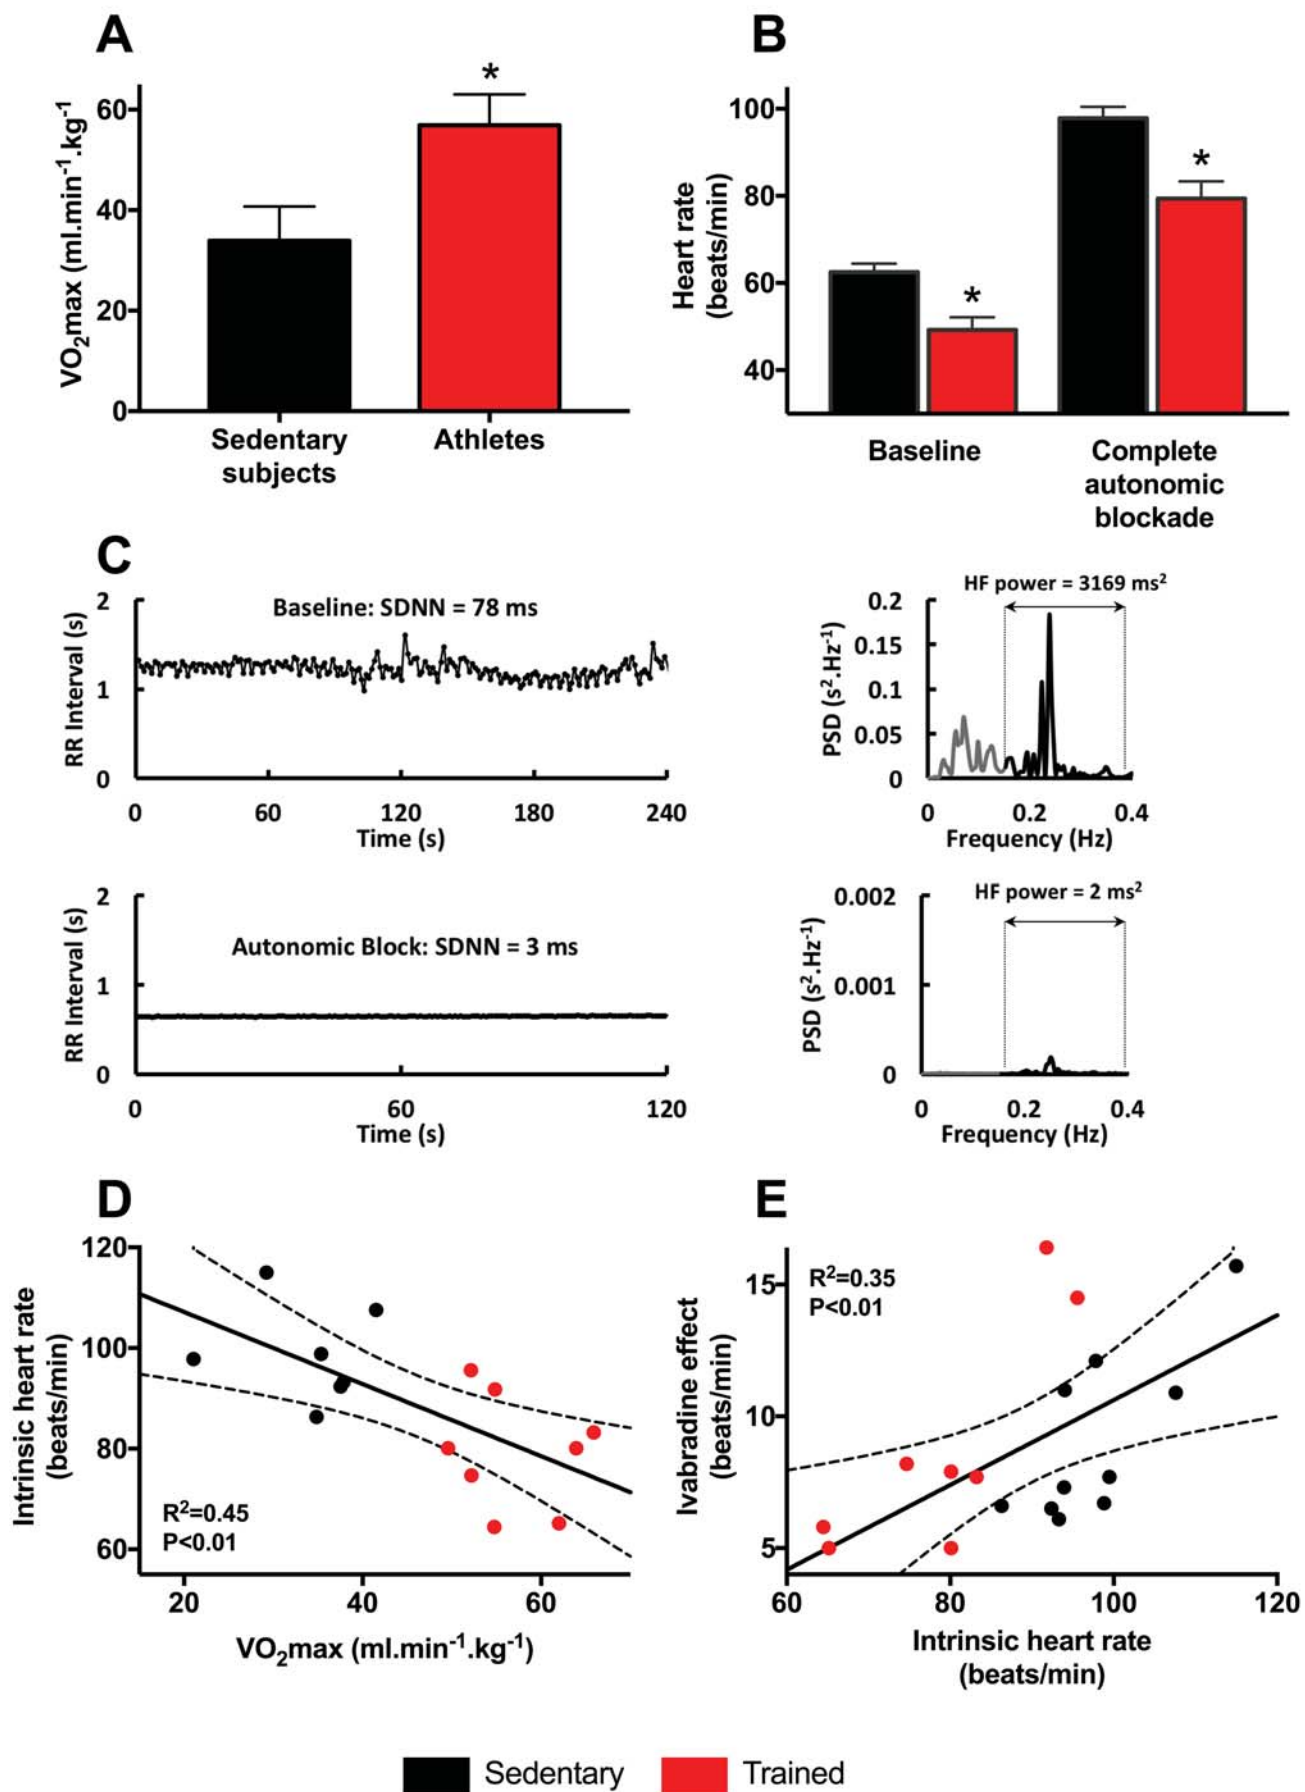 A
VO₂max (ml.min⁻¹.kg⁻¹)
60
40
20
0
*
Sedentary
subjects
Athletes
B
Heart rate
(beats/min)
100
80
60
40
*
*
Baseline
Complete
autonomic
blockade
C
RR Interval (s)
2
1
0
Baseline: SDNN = 78 ms
0
60
120
180
240
Time (s)
HF power = 3169 ms²
PSD (s².Hz⁻¹)
0.2
0.15
0.1
0.05
0
0
0.2
0.4
Frequency (Hz)
RR Interval (s)
2
1
0
Autonomic Block: SDNN = 3 ms
0
60
120
Time (s)
HF power = 2 ms²
PSD (s².Hz⁻¹)
0.002
0.001
0
0
0.2
0.4
Frequency (Hz)
D
Intrinsic heart rate
(beats/min)
120
100
80
60
R²=0.45
P<0.01
20
40
60
VO₂max (ml.min⁻¹.kg⁻¹)
E
Ivabradine effect
(beats/min)
15
10
5
R²=0.35
P<0.01
60
80
100
120
Intrinsic heart rate
(beats/min)
Sedentary
Trained